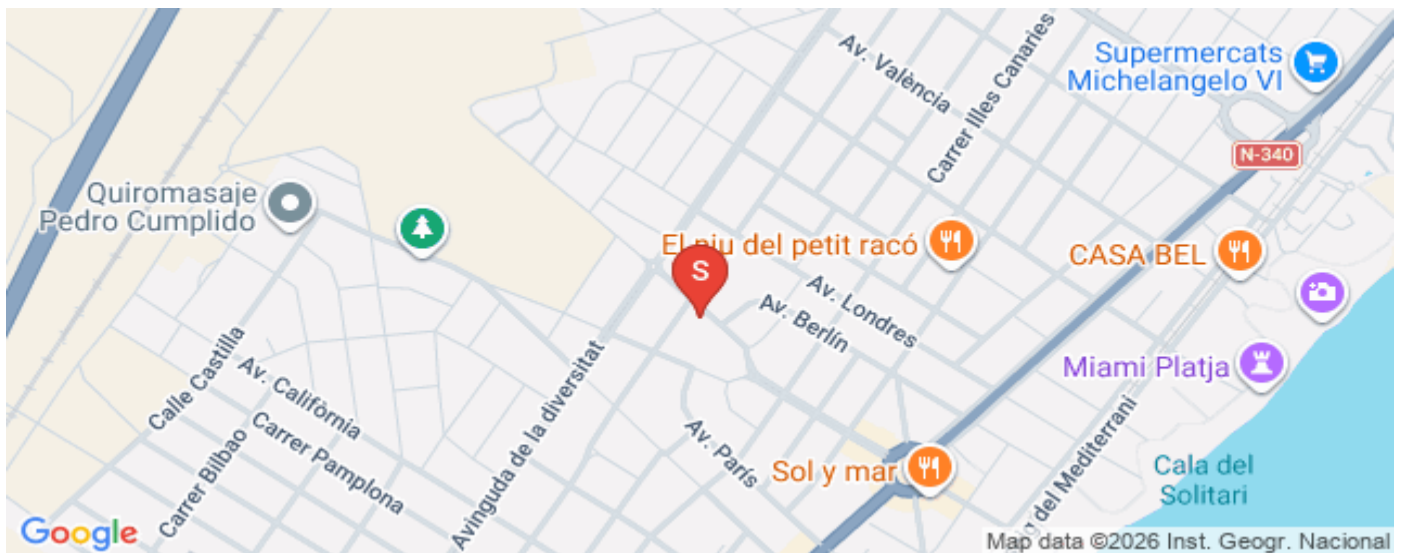 Av. València
Carrer Illes Canaries
Supermercats
Michelangelo VI
N-340
Quiromasaje
Pedro Cumplido
El niu del petit racó
S
CASA BEL
Av. Londres
Av. Berlín
Miami Platja
Calle Castilla
Av. Califòrnia
Carrer Pamplona
Carrer Bilbao
Avinguda de la diversitat
Av. París
Sol y mar
del Mediterrani
Cala del
Solitari
Google
Map data ©2026 Inst. Geogr. Nacional